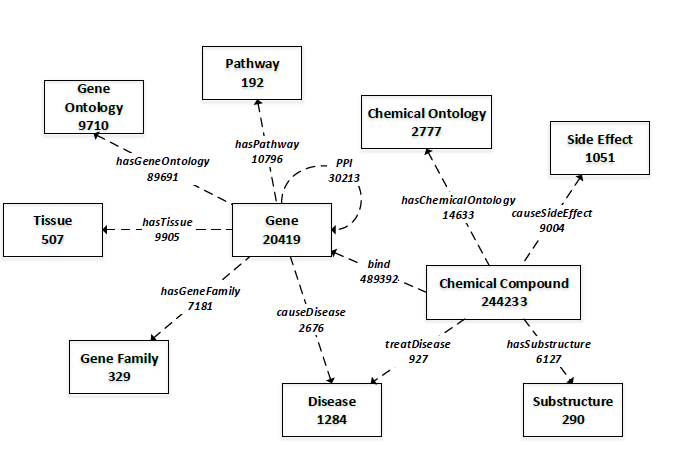 Pathway
192
Gene
Ontology
9710
Chemical Ontology
2777
Side Effect
1051
hasPathway
10796
PPI
30213
hasGeneOntology
89691
hasChemicalOntology
14633
causeSideEffect
9004
Tissue
507
hasTissue
9905
Gene
20419
bind
489392
Chemical Compound
244233
hasGeneFamily
7181
causeDisease
2676
treatDisease
927
hasSubstructure
6127
Gene Family
329
Disease
1284
Substructure
290